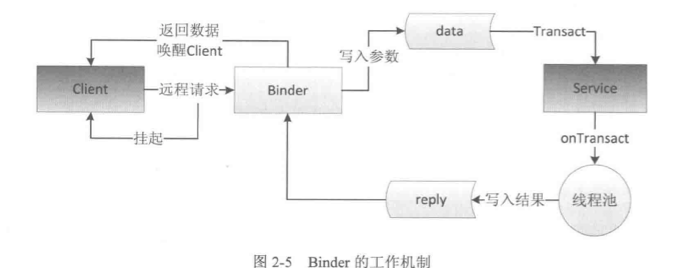 返回数据
唤醒Client
Client
远程请求
挂起
Binder
写入参数
data
Transact
Service
onTransact
线程池
写入结果
reply
图 2-5 Binder 的工作机制